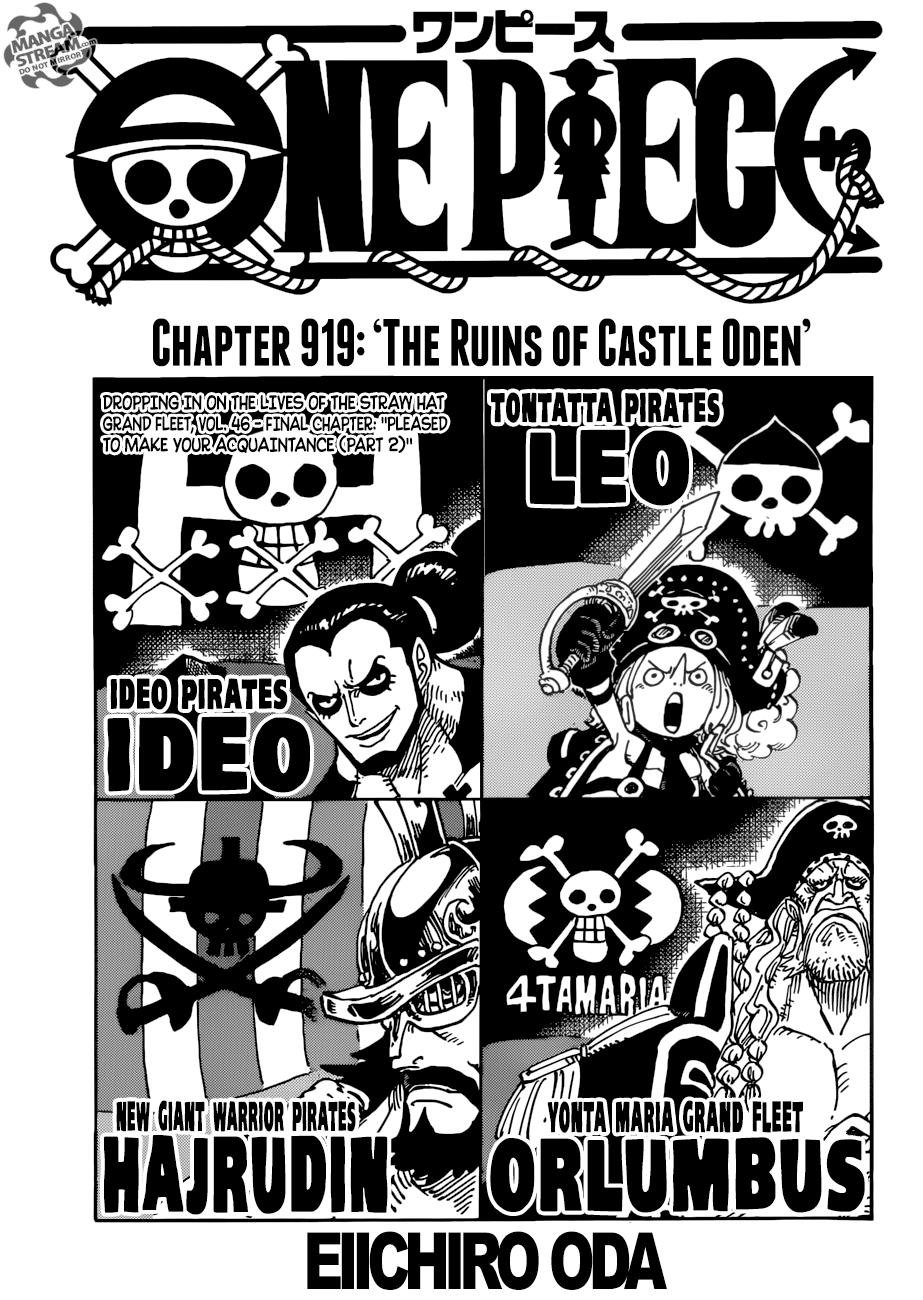 MANGA
STREAM.com
DO NOT MIRROR
ワンピース
ONE PIECE
CHAPTER 919: ‘THE RUINS OF CASTLE ODEN’
DROPPING IN ON THE LIVES OF THE STRAW HAT
GRAND FLEET, VOL. 46 - FINAL CHAPTER: "PLEASED
TO MAKE YOUR ACQUAINTANCE (PART 2)"
TONTATTA PIRATES
LEO
IDEO PIRATES
IDEO
4TAMARIA
NEW GIANT WARRIOR PIRATES
HAJRUDIN
YONTA MARIA GRAND FLEET
ORLUMBUS
EIICHIRO ODA